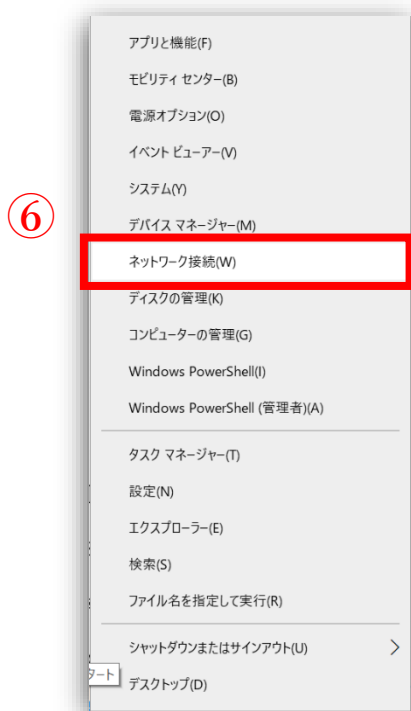 アプリと機能(F)
モビリティ センター(B)
電源オプション(O)
イベント ビューアー(V)
システム(Y)
⑥
デバイス マネージャー(M)
ネットワーク接続(W)
ディスクの管理(K)
コンピューターの管理(G)
Windows PowerShell(I)
Windows PowerShell (管理者)(A)
タスク マネージャー(T)
設定(N)
エクスプローラー(E)
検索(S)
ファイル名を指定して実行(R)
シャットダウンまたはサインアウト(U)
タート
デスクトップ(D)